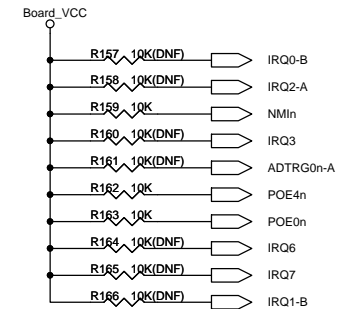 Board_VCC
R157 10K(DNF) IRQ0-B
R158 10K(DNF) IRQ2-A
R159 10K NMIn
R160 10K(DNF) IRQ3
R161 10K(DNF) ADTRG0n-A
R162 10K POE4n
R163 10K POE0n
R164 10K(DNF) IRQ6
R165 10K(DNF) IRQ7
R166 10K(DNF) IRQ1-B